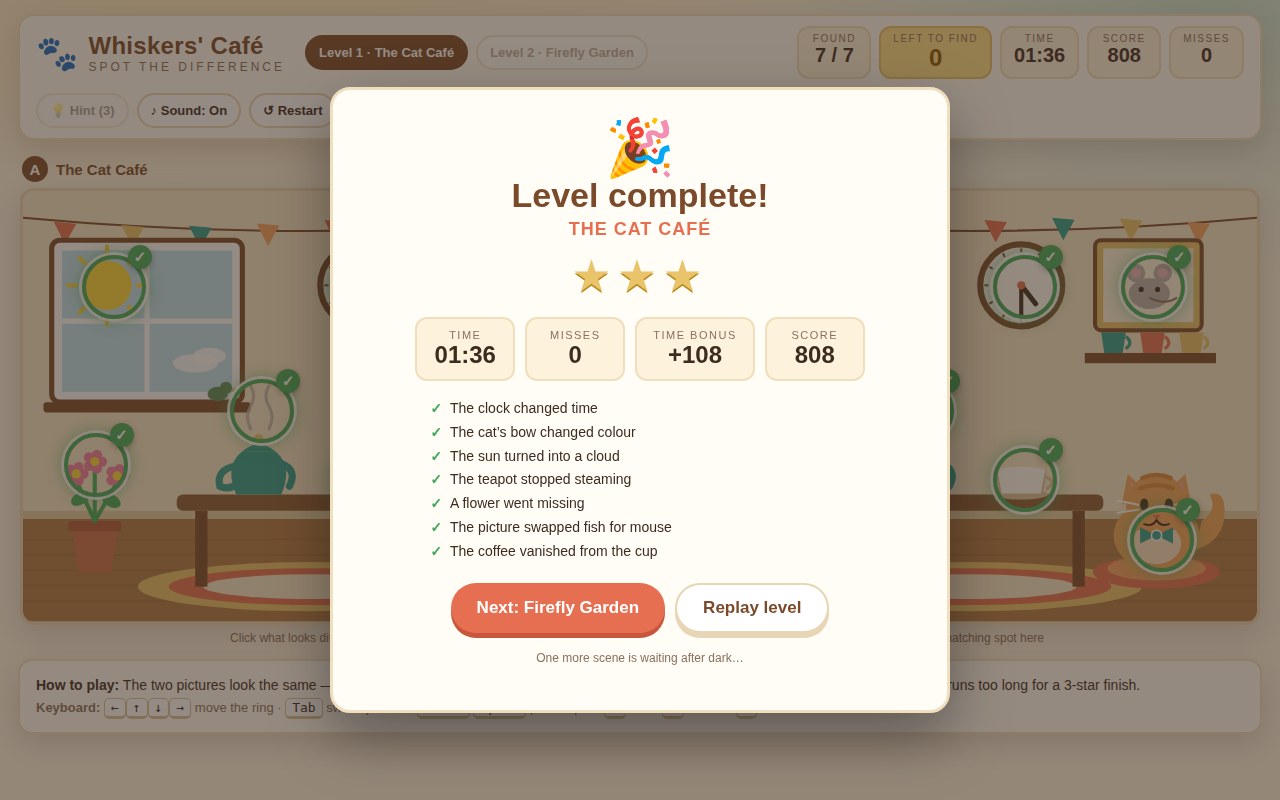 Whiskers' Café
SPOT THE DIFFERENCE
Level 1 · The Cat Café
Level 2 · Firefly Garden
FOUND
7 / 7
LEFT TO FIND
0
TIME
01:36
SCORE
808
MISSES
0
Hint (3)
♪ Sound: On
↺ Restart
A The Cat Café
Level complete!
THE CAT CAFÉ
TIME
01:36
MISSES
0
TIME BONUS
+108
SCORE
808
✓ The clock changed time
✓ The cat's bow changed colour
✓ The sun turned into a cloud
✓ The teapot stopped steaming
✓ A flower went missing
✓ The picture swapped fish for mouse
✓ The coffee vanished from the cup
Next: Firefly Garden
Replay level
One more scene is waiting after dark…
Click what looks
spot here
How to play: The two pictures look the same — runs too long for a 3-star finish.
Keyboard: ← ↑ ↓ → move the ring · Tab